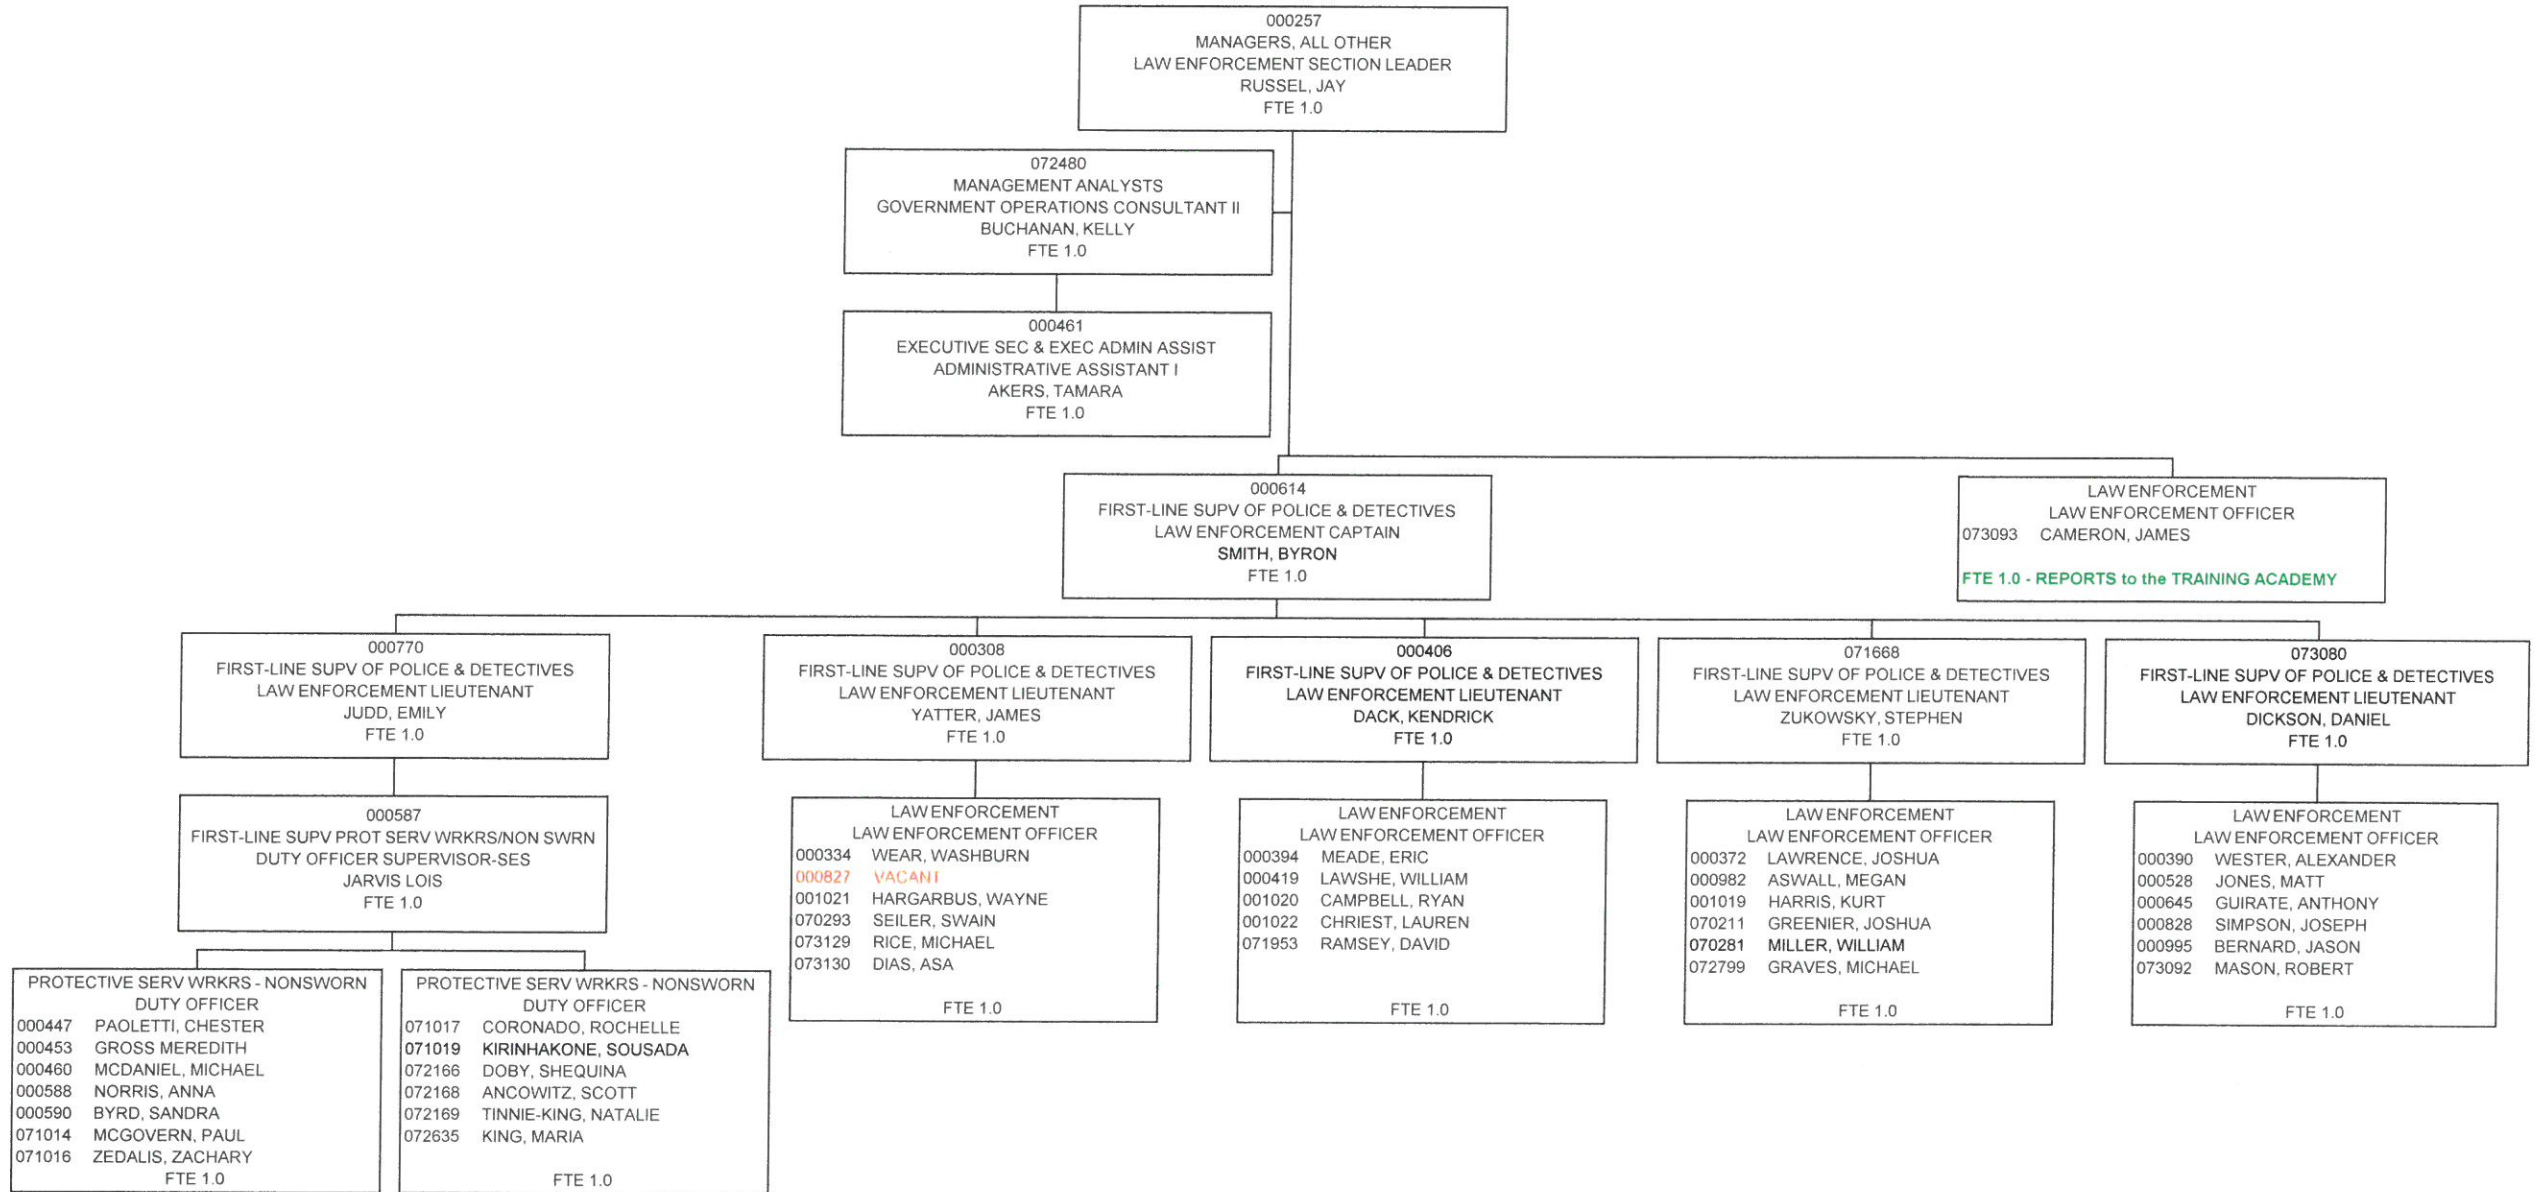 000257
MANAGERS, ALL OTHER
LAW ENFORCEMENT SECTION LEADER
RUSSEL, JAY
FTE 1.0
072480
MANAGEMENT ANALYSTS
GOVERNMENT OPERATIONS CONSULTANT II
BUCHANAN, KELLY
FTE 1.0
000461
EXECUTIVE SEC & EXEC ADMIN ASSIST
ADMINISTRATIVE ASSISTANT I
AKERS, TAMARA
FTE 1.0
000614
FIRST-LINE SUPV OF POLICE & DETECTIVES
LAW ENFORCEMENT CAPTAIN
SMITH, BYRON
FTE 1.0
LAW ENFORCEMENT
LAW ENFORCEMENT OFFICER
073093 CAMERON, JAMES
FTE 1.0 - REPORTS to the TRAINING ACADEMY
000770
FIRST-LINE SUPV OF POLICE & DETECTIVES
LAW ENFORCEMENT LIEUTENANT
JUDD, EMILY
FTE 1.0
000308
FIRST-LINE SUPV OF POLICE & DETECTIVES
LAW ENFORCEMENT LIEUTENANT
YATTER, JAMES
FTE 1.0
000406
FIRST-LINE SUPV OF POLICE & DETECTIVES
LAW ENFORCEMENT LIEUTENANT
DACK, KENDRICK
FTE 1.0
071668
FIRST-LINE SUPV OF POLICE & DETECTIVES
LAW ENFORCEMENT LIEUTENANT
ZUKOWSKY, STEPHEN
FTE 1.0
073080
FIRST-LINE SUPV OF POLICE & DETECTIVES
LAW ENFORCEMENT LIEUTENANT
DICKSON, DANIEL
FTE 1.0
000587
FIRST-LINE SUPV PROT SERV WRKRS/NON SWRN
DUTY OFFICER SUPERVISOR-SES
JARVIS LOIS
FTE 1.0
LAW ENFORCEMENT
LAW ENFORCEMENT OFFICER
000334 WEAR, WASHBURN
000827 VACANT
001021 HARGARBUS, WAYNE
070293 SEILER, SWAIN
073129 RICE, MICHAEL
073130 DIAS, ASA
FTE 1.0
LAW ENFORCEMENT
LAW ENFORCEMENT OFFICER
000394 MEADE, ERIC
000419 LAWSHE, WILLIAM
001020 CAMPBELL, RYAN
001022 CHRIEST, LAUREN
071953 RAMSEY, DAVID
FTE 1.0
LAW ENFORCEMENT
LAW ENFORCEMENT OFFICER
000372 LAWRENCE, JOSHUA
000982 ASWALL, MEGAN
001019 HARRIS, KURT
070211 GREENIER, JOSHUA
070281 MILLER, WILLIAM
072799 GRAVES, MICHAEL
FTE 1.0
LAW ENFORCEMENT
LAW ENFORCEMENT OFFICER
000390 WESTER, ALEXANDER
000528 JONES, MATT
000645 GUIRATE, ANTHONY
000828 SIMPSON, JOSEPH
000995 BERNARD, JASON
073092 MASON, ROBERT
FTE 1.0
PROTECTIVE SERV WRKRS - NONSWORN
DUTY OFFICER
000447 PAOLETTI, CHESTER
000453 GROSS MEREDITH
000460 MCDANIEL, MICHAEL
000588 NORRIS, ANNA
000590 BYRD, SANDRA
071014 MCGOVERN, PAUL
071016 ZEDALIS, ZACHARY
FTE 1.0
PROTECTIVE SERV WRKRS - NONSWORN
DUTY OFFICER
071017 CORONADO, ROCHELLE
071019 KIRINHAKONE, SOUSADA
072166 DOBY, SHEQUINA
072168 ANCOWITZ, SCOTT
072169 TINNIE-KING, NATALIE
072635 KING, MARIA
FTE 1.0